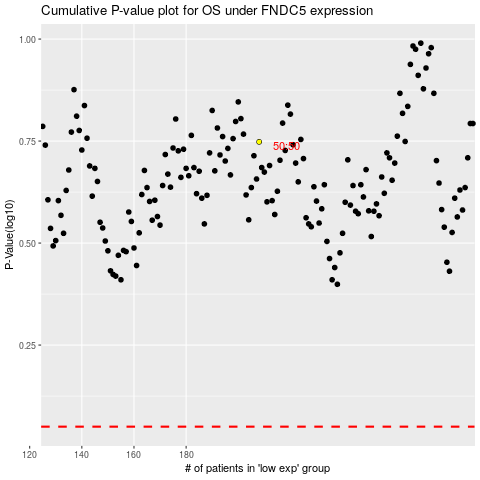 Cumulative P-value plot for OS under FNDC5 expression
P-Value(log10)
1.00
0.75
0.50
0.25
50:50
120 140 160 180
# of patients in 'low exp' group